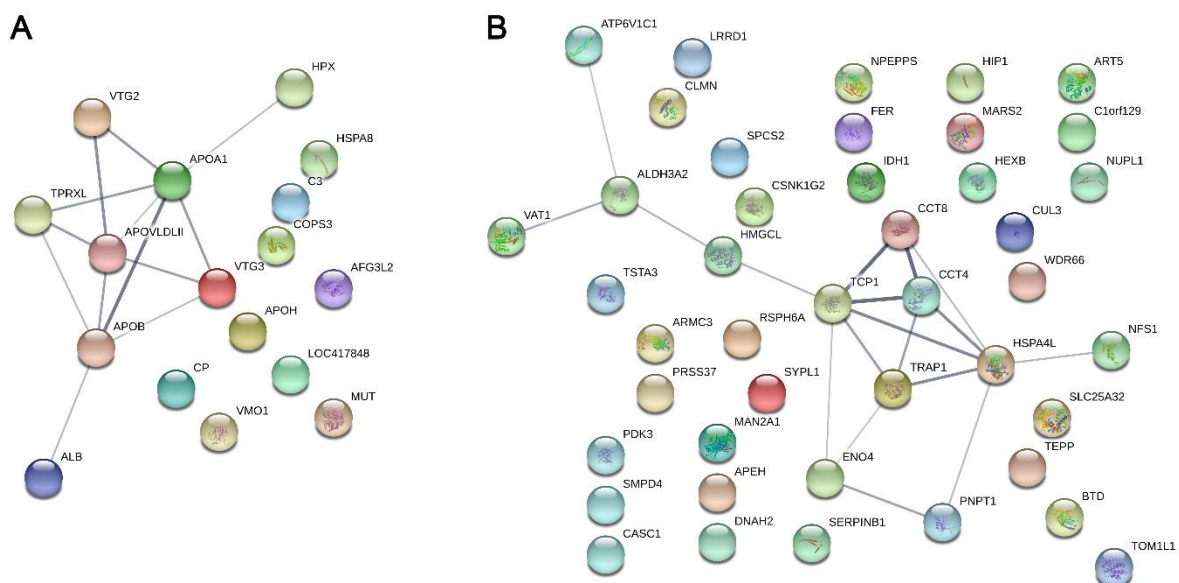 A
HPX
VTG2
HSPA8
APOA1
C3
TPRXL
COPS3
APOVLDLII
VTG3
AFG3L2
APOH
APOB
LOC417848
CP
MUT
VMO1
ALB
B
ATP6V1C1
LRRD1
NPEPPS
HIP1
ART5
CLMN
FER
MARS2
C1orf129
SPCS2
IDH1
HEXB
NUPL1
ALDH3A2
CSNK1G2
VAT1
HMGCL
CCT8
CUL3
WDR66
TSTA3
TCP1
CCT4
ARMC3
RSPH6A
HSPA4L
NFS1
PRSS37
SYPL1
TRAP1
SLC25A32
PDK3
MAN2A1
TEPP
SMPD4
APEH
ENO4
PNPT1
BTD
CASC1
DNAH2
SERPINB1
TOM1L1